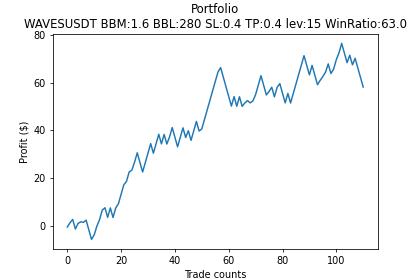 Portfolio
WAVESUSDT BBM:1.6 BBL:280 SL:0.4 TP:0.4 lev:15 WinRatio:63.0
80
60
40
20
0
Profit ($)
0 20 40 60 80 100
Trade counts